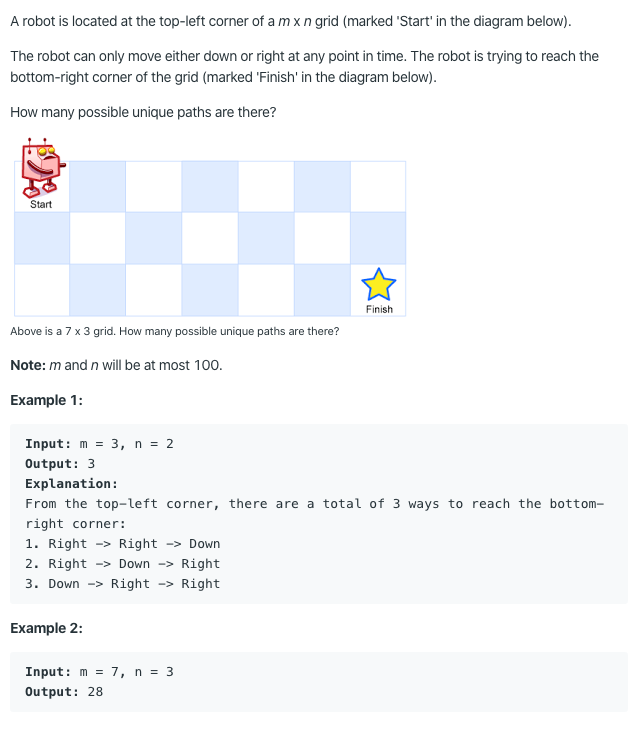 A robot is located at the top-left corner of a m x n grid (marked 'Start' in the diagram below).
The robot can only move either down or right at any point in time. The robot is trying to reach the
bottom-right corner of the grid (marked 'Finish' in the diagram below).
How many possible unique paths are there?
Start
Finish
Above is a 7 x 3 grid. How many possible unique paths are there?
Note: m and n will be at most 100.
Example 1:
Input: m = 3, n = 2
Output: 3
Explanation:
From the top-left corner, there are a total of 3 ways to reach the bottom-
right corner:
1. Right -> Right -> Down
2. Right -> Down -> Right
3. Down -> Right -> Right
Example 2:
Input: m = 7, n = 3
Output: 28